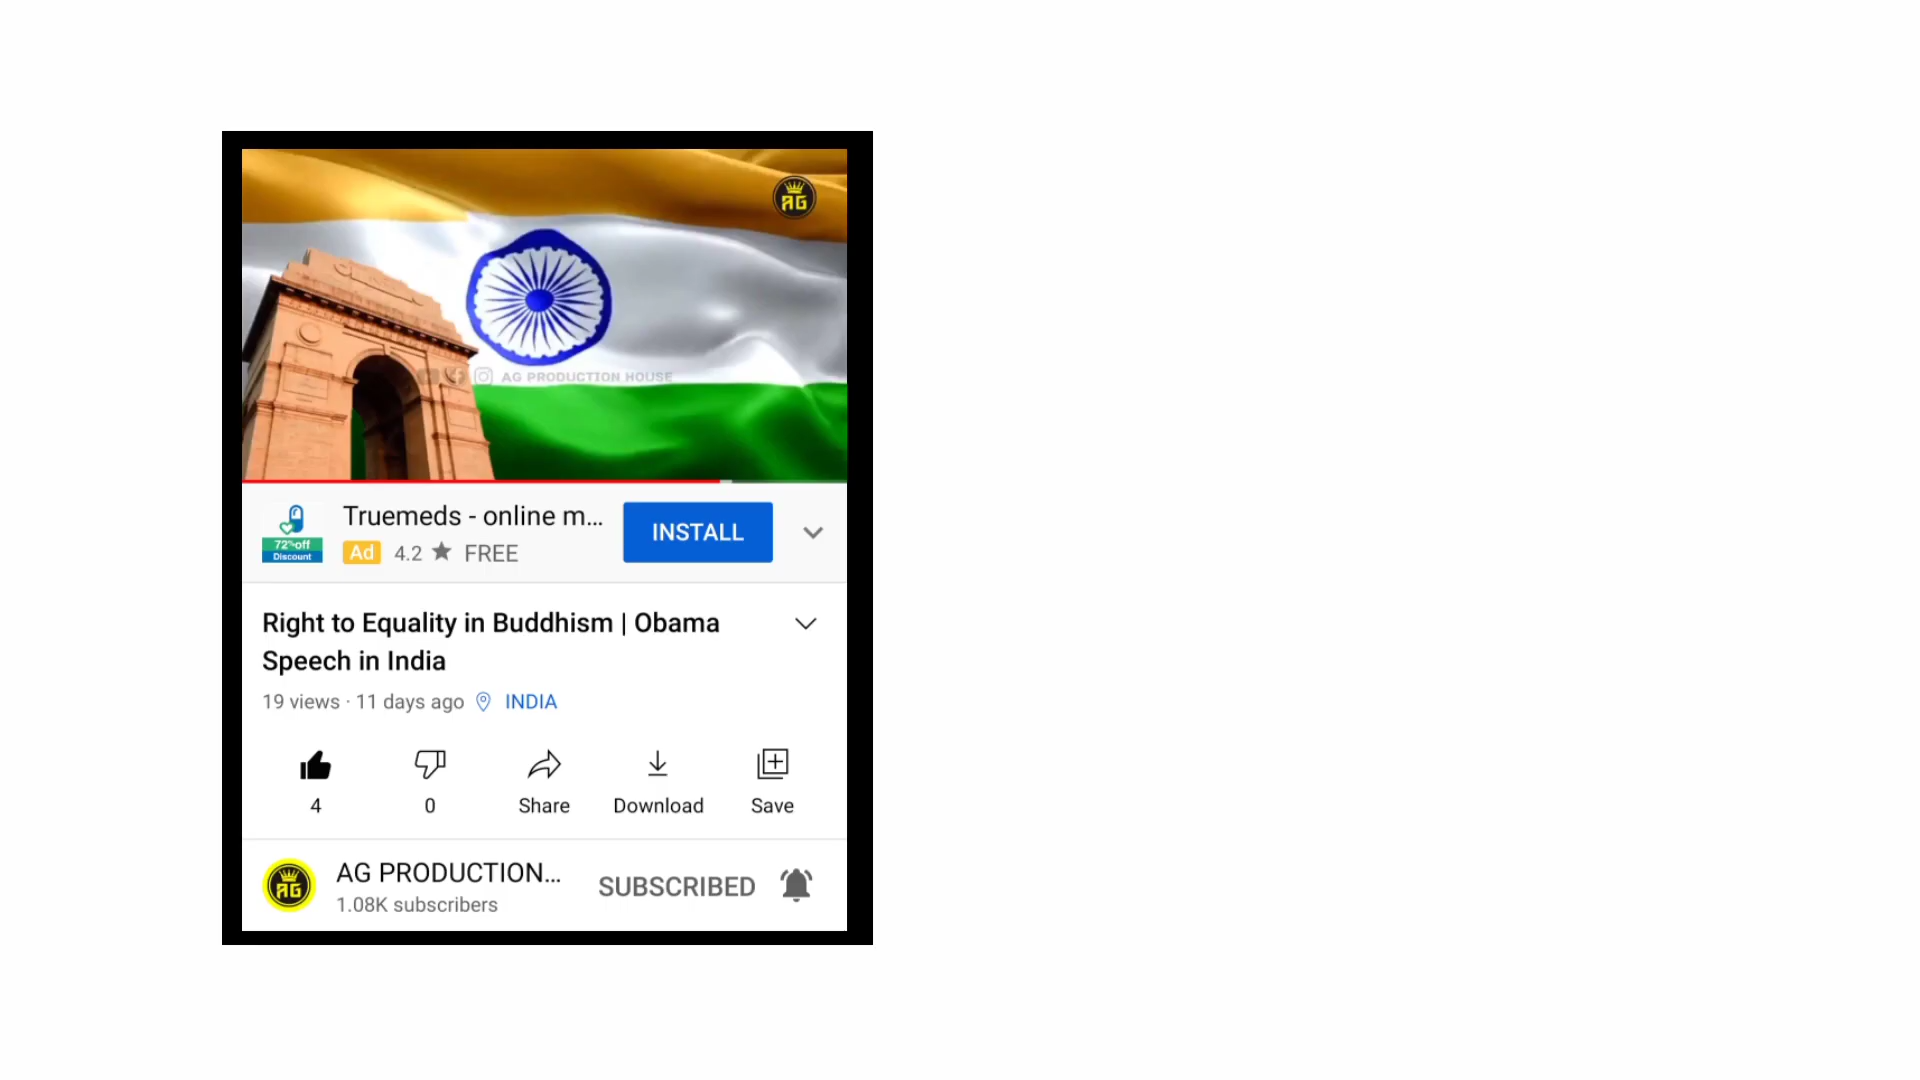 AG
AG PRODUCTION HOUSE
Truemeds - online m...
INSTALL
72% off
Discount
Ad 4.2 ★ FREE
Right to Equality in Buddhism | Obama
Speech in India
19 views · 11 days ago INDIA
4
0
Share
Download
Save
AG
AG PRODUCTION...
1.08K subscribers
SUBSCRIBED